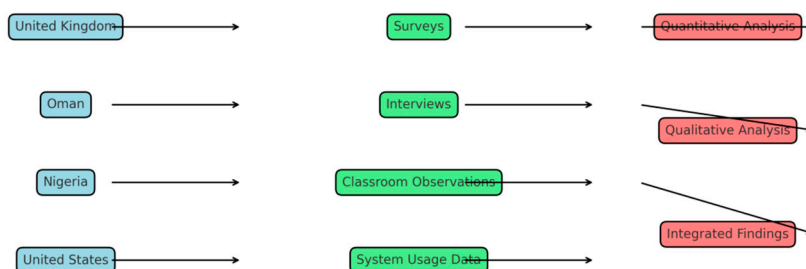 United Kingdom
Surveys
Quantitative Analysis
Oman
Interviews
Qualitative Analysis
Nigeria
Classroom Observations
Integrated Findings
United States
System Usage Data